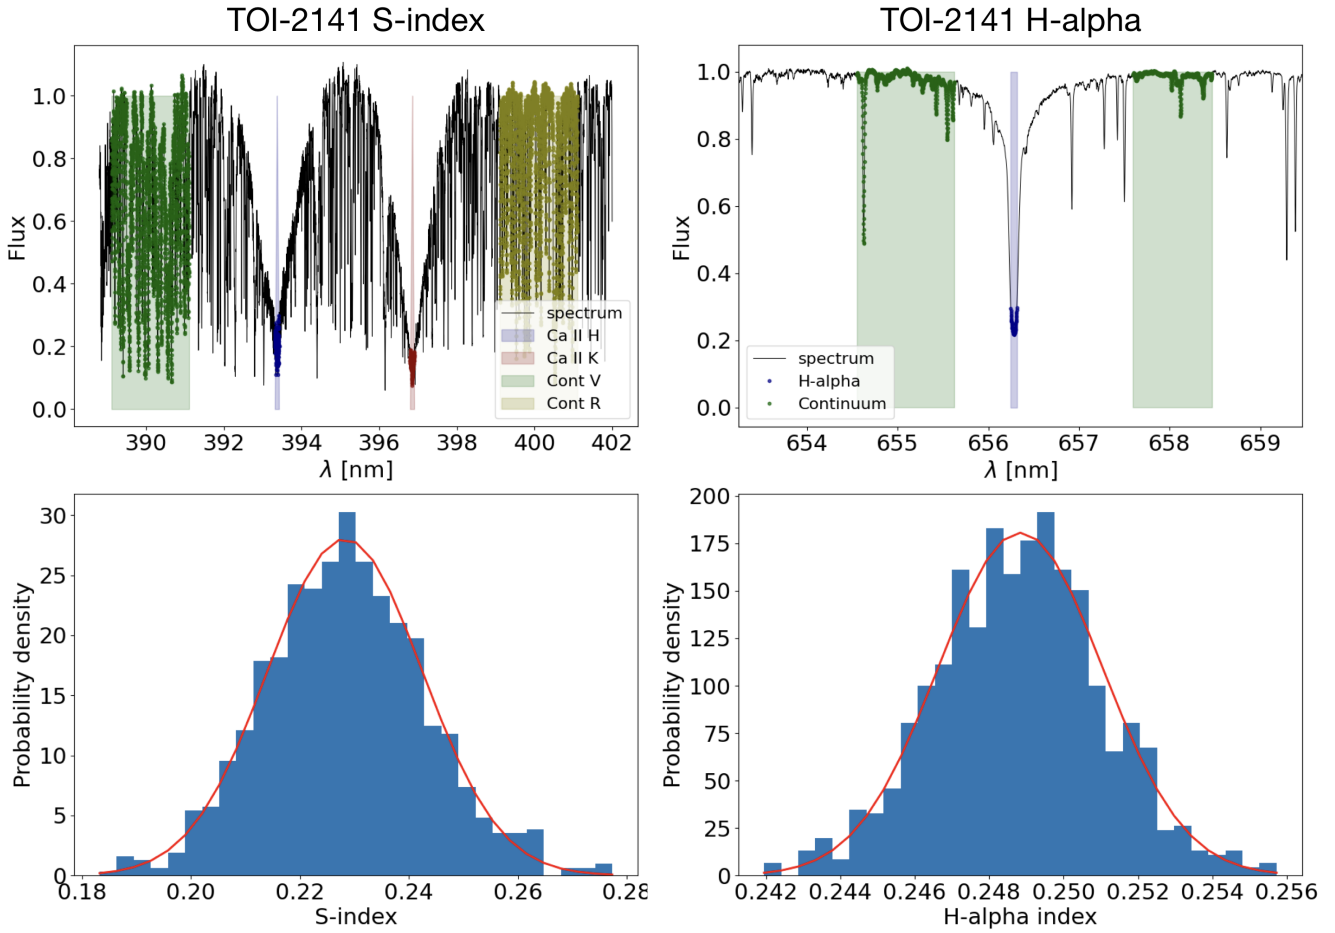 TOI-2141 S-index
TOI-2141 H-alpha
Flux
1.0
0.8
0.6
0.4
0.2
0.0
390 392 394 396 398 400 402
λ [nm]
spectrum
Ca II H
Ca II K
Cont V
Cont R
Flux
1.0
0.8
0.6
0.4
0.2
0.0
654 655 656 657 658 659
λ [nm]
spectrum
H-alpha
Continuum
Probability density
30
25
20
15
10
5
0
0.18 0.20 0.22 0.24 0.26 0.28
S-index
Probability density
200
175
150
125
100
75
50
25
0
0.242 0.244 0.246 0.248 0.250 0.252 0.254 0.256
H-alpha index